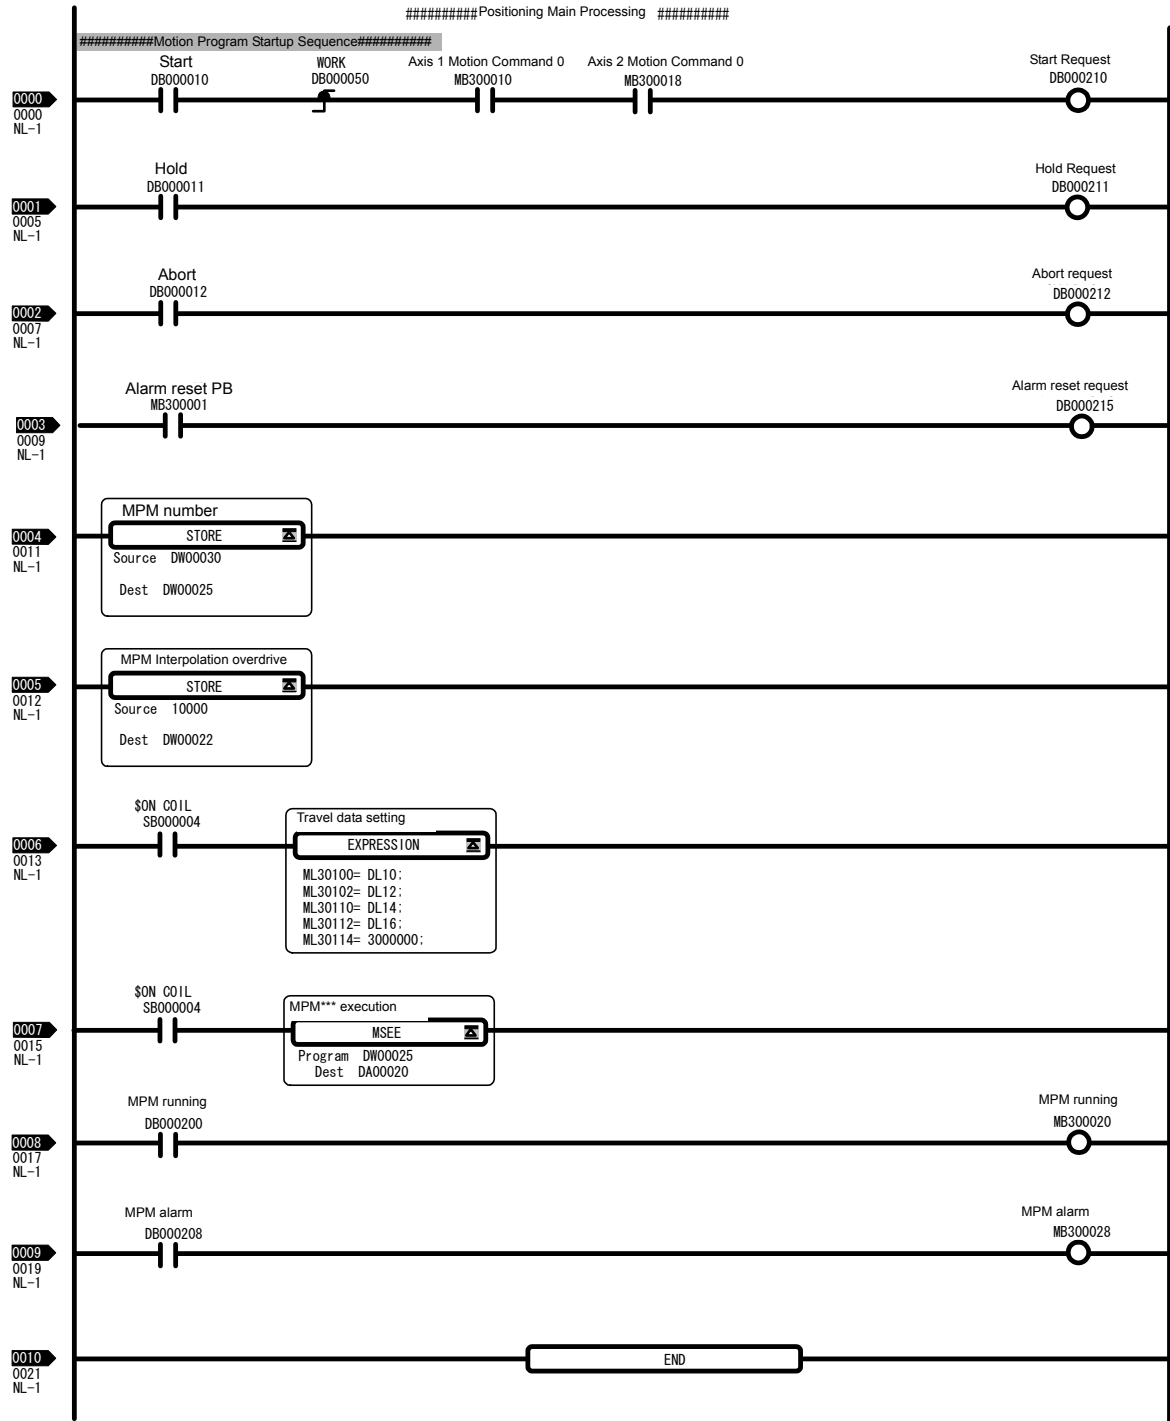 ##########Positioning Main Processing ##########
##########Motion Program Startup Sequence##########
Start WORK Axis 1 Motion Command 0 Axis 2 Motion Command 0 Start Request
DB000010 DB000050 MB300010 MB300018 DB000210
0000
0000
NL-1
Hold Hold Request
DB000011 DB000211
0001
0005
NL-1
Abort Abort request
DB000012 DB000212
0002
0007
NL-1
Alarm reset PB Alarm reset request
MB300001 DB000215
0003
0009
NL-1
MPM number
0004 STORE
0011 Source DW00030
NL-1
Dest DW00025
MPM Interpolation overdrive
0005 STORE
0012 Source 10000
NL-1
Dest DW00022
$ON COIL
SB000004 Travel data setting
0006 EXPRESSION
0013
NL-1
ML30100= DL10;
ML30102= DL12;
ML30110= DL14;
ML30112= DL16;
ML30114= 3000000;
$ON COIL
SB000004 MPM*** execution
0007 MSEE
0015
NL-1
Program DW00025
Dest DA00020
MPM running MPM running
DB000200 MB300020
0008
0017
NL-1
MPM alarm MPM alarm
DB000208 MB300028
0009
0019
NL-1
0010 END
0021
NL-1